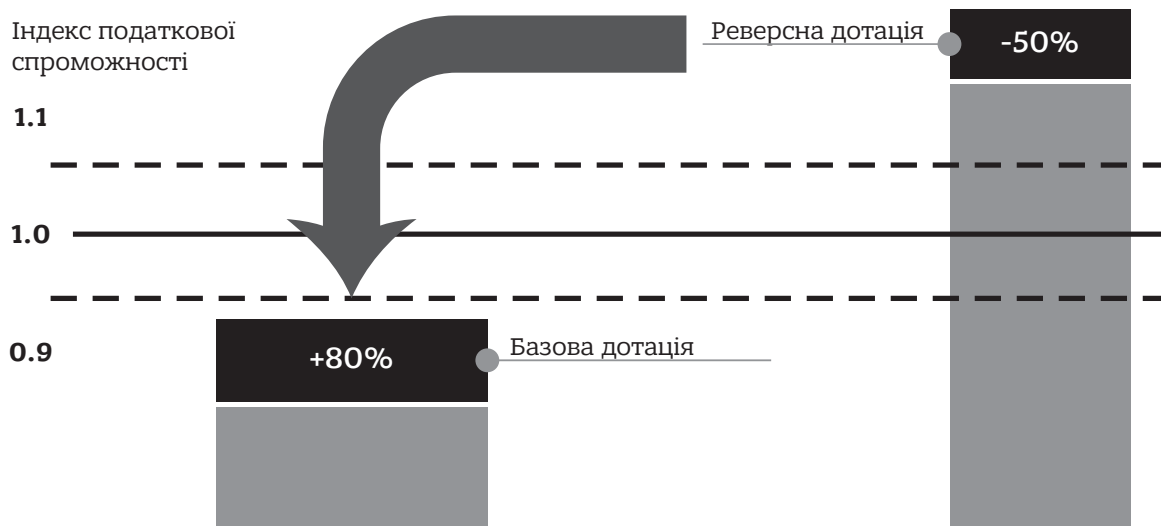 Індекс податкової
спроможності
Реверсна дотація
-50%
1.1
1.0
0.9
+80%
Базова дотація